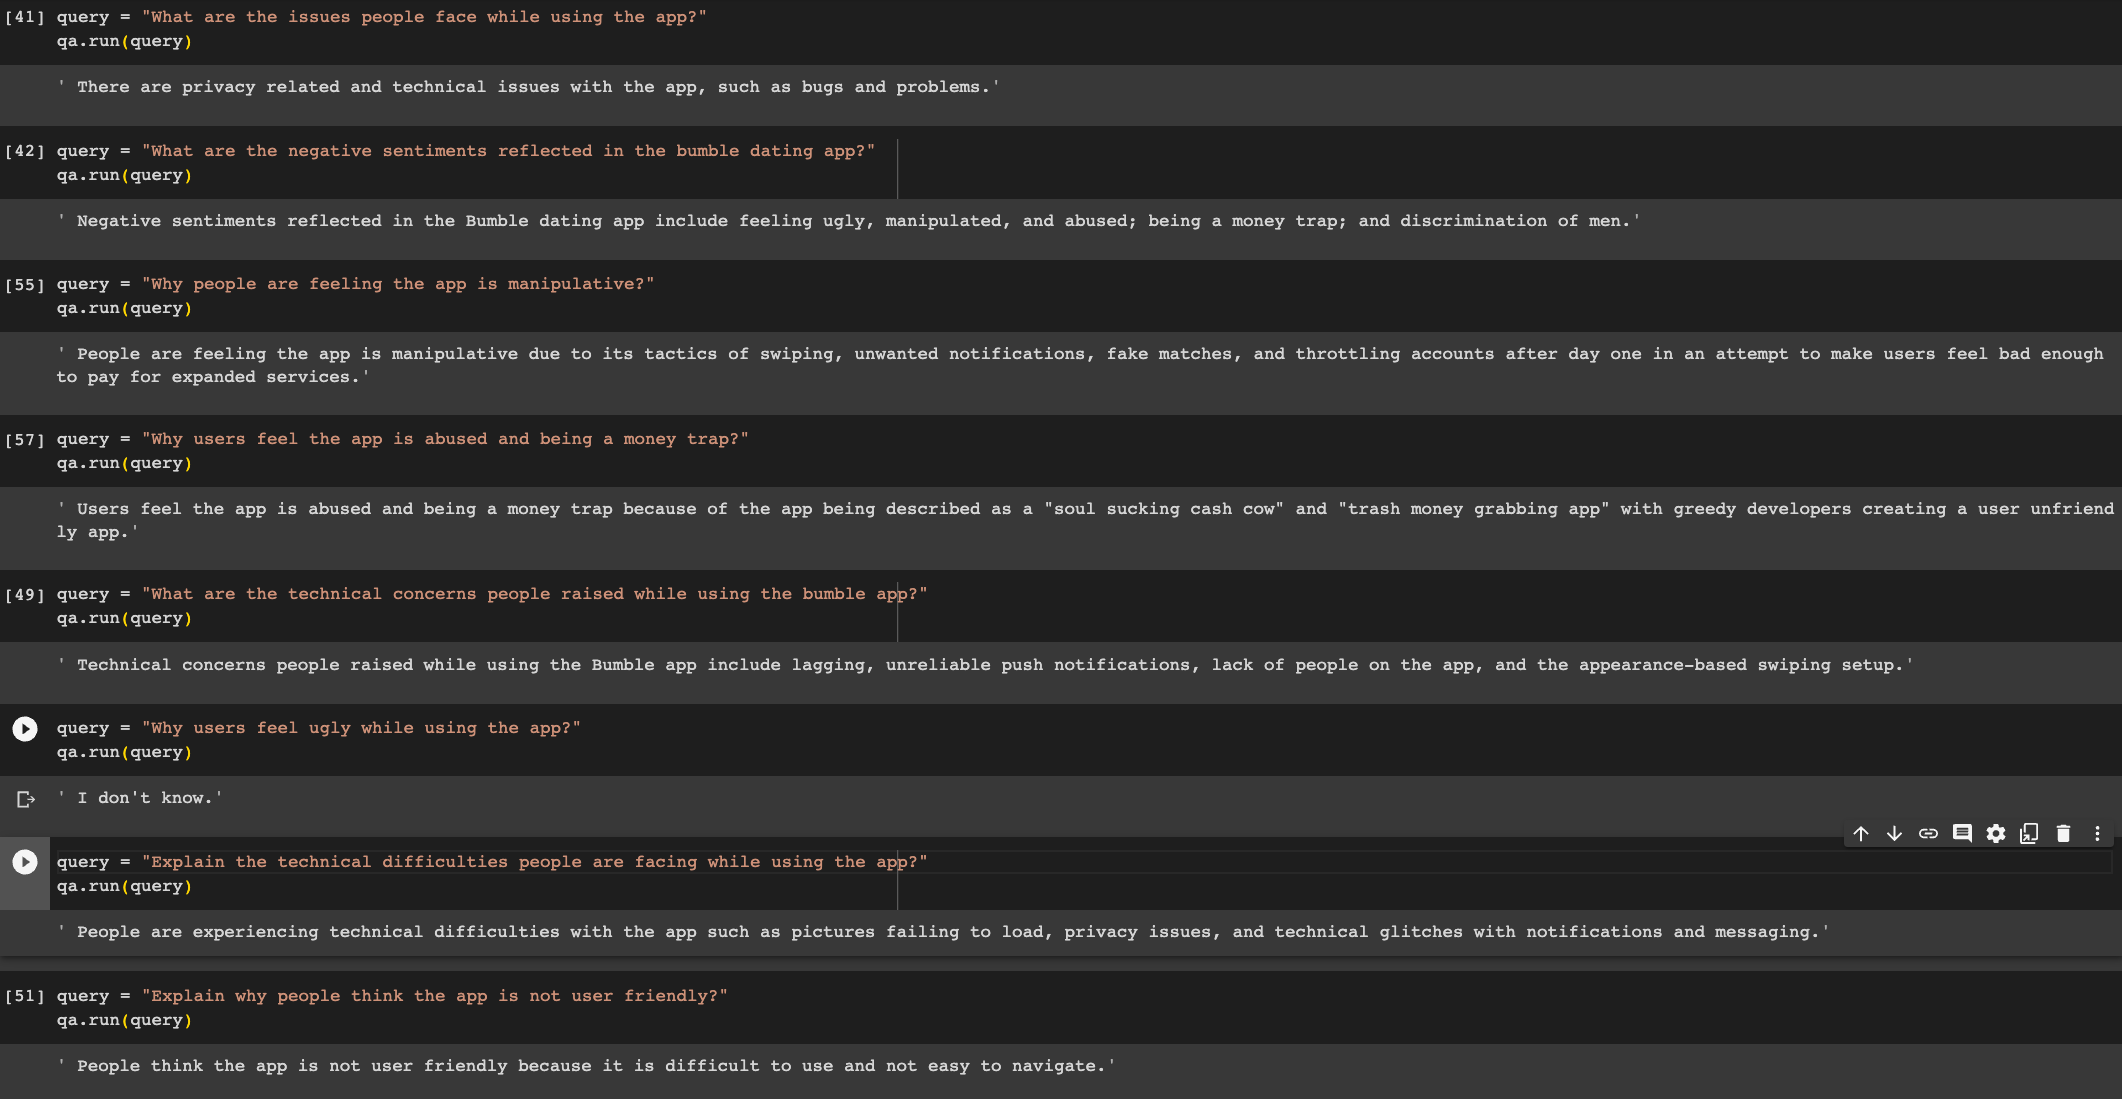 [41] query = "What are the issues people face while using the app?"
qa.run(query)
' There are privacy related and technical issues with the app, such as bugs and problems.'
[42] query = "What are the negative sentiments reflected in the bumble dating app?"
qa.run(query)
' Negative sentiments reflected in the Bumble dating app include feeling ugly, manipulated, and abused; being a money trap; and discrimination of men.'
[55] query = "Why people are feeling the app is manipulative?"
qa.run(query)
' People are feeling the app is manipulative due to its tactics of swiping, unwanted notifications, fake matches, and throttling accounts after day one in an attempt to make users feel bad enough
to pay for expanded services.'
[57] query = "Why users feel the app is abused and being a money trap?"
qa.run(query)
' Users feel the app is abused and being a money trap because of the app being described as a "soul sucking cash cow" and "trash money grabbing app" with greedy developers creating a user unfriend
ly app.'
[49] query = "What are the technical concerns people raised while using the bumble app?"
qa.run(query)
' Technical concerns people raised while using the Bumble app include lagging, unreliable push notifications, lack of people on the app, and the appearance-based swiping setup.'
query = "Why users feel ugly while using the app?"
qa.run(query)
' I don't know.'
query = "Explain the technical difficulties people are facing while using the app?"
qa.run(query)
' People are experiencing technical difficulties with the app such as pictures failing to load, privacy issues, and technical glitches with notifications and messaging.'
[51] query = "Explain why people think the app is not user friendly?"
qa.run(query)
' People think the app is not user friendly because it is difficult to use and not easy to navigate.'